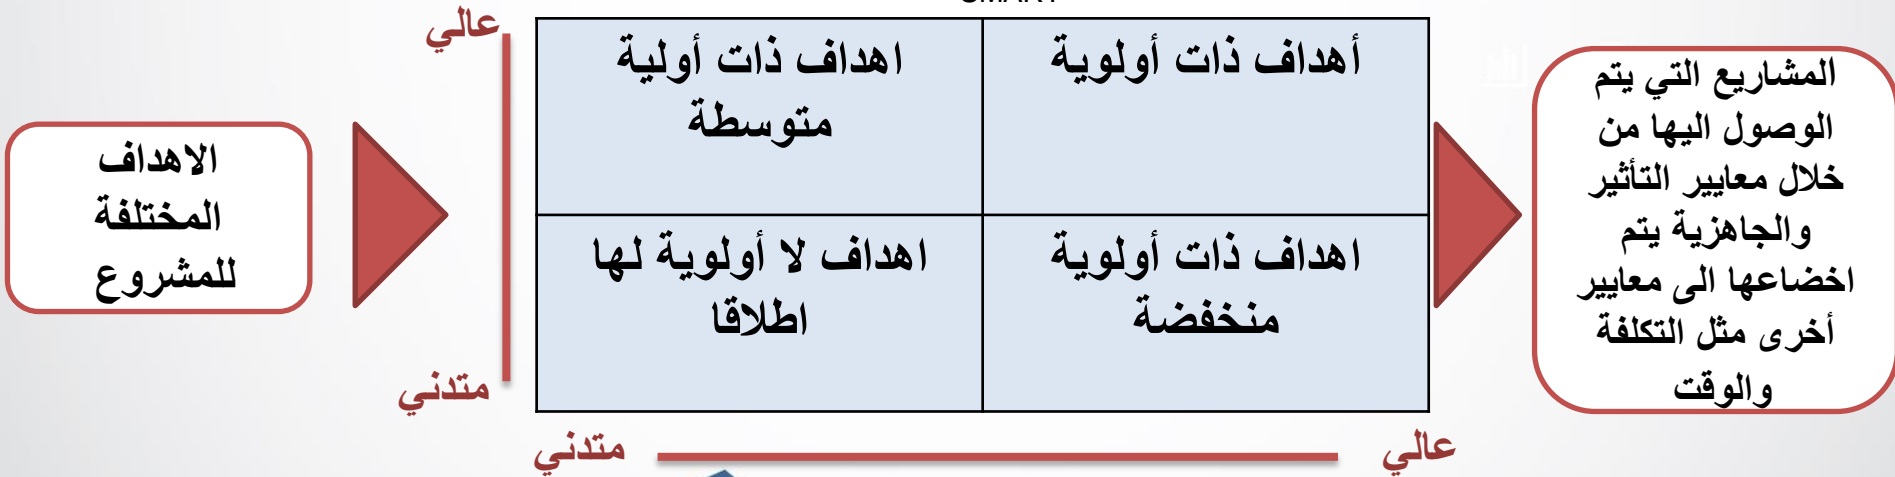 عالي
أهداف ذات أولوية
اهداف ذات أولية
متوسطة
المشاريع التي يتم
الوصول اليها من
خلال معايير التأثير
والجاهزية يتم
اخضاعها الى معايير
أخرى مثل التكلفة
والوقت
الاهداف
المختلفة
للمشروع
اهداف ذات أولوية
منخفضة
اهداف لا أولوية لها
اطلاقا
متدني
عالي
متدني